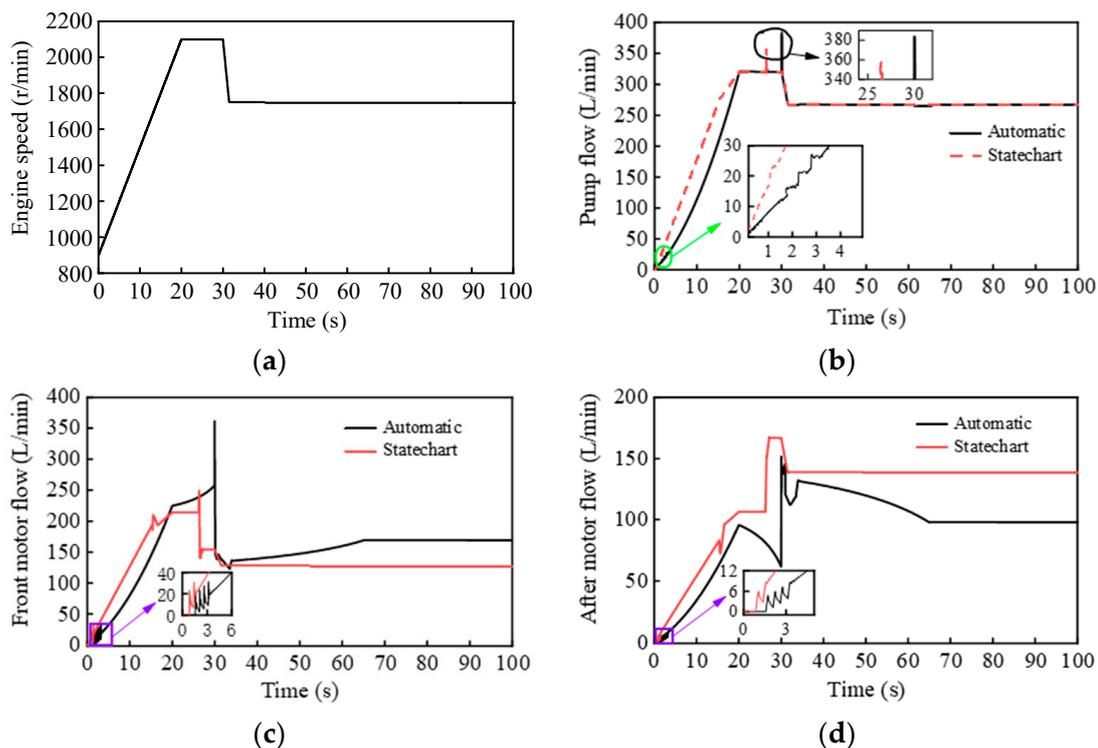 2200
2000
1800
1600
1400
1200
1000
800
0 10 20 30 40 50 60 70 80 90 100
Engine speed (r/min)
Time (s)
(a)
400
350
300
250
200
150
100
50
0
0 10 20 30 40 50 60 70 80 90 100
Pump flow (L/min)
Time (s)
380
360
340
25 30
Automatic
Statechart
30
20
10
0
1 2 3 4
(b)
400
350
300
250
200
150
100
50
0
0 10 20 30 40 50 60 70 80 90 100
Front motor flow (L/min)
Time (s)
Automatic
Statechart
40
20
0
0 3 6
(c)
200
150
100
50
0
0 10 20 30 40 50 60 70 80 90 100
After motor flow (L/min)
Time (s)
Automatic
Statechart
12
6
0
0 3
(d)